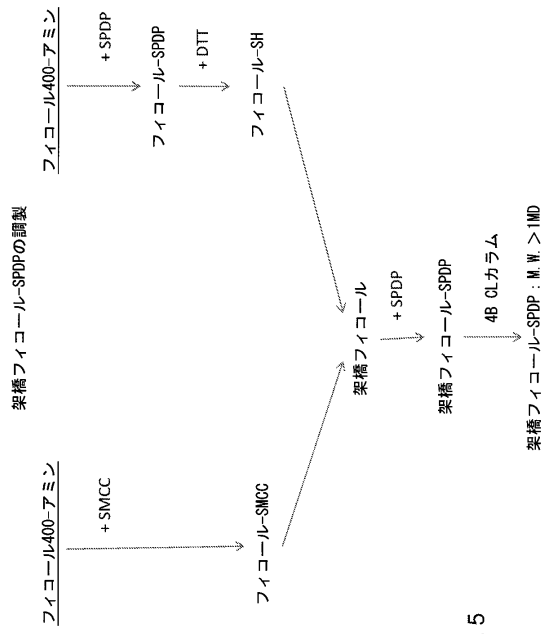 架橋フィコール-SPDPの調製
フィコール400-アミン
フィコール400-アミン
+ SMCC
+ SPDP
フィコール-SPDP
+ DTT
フィコール-SMCC
フィコール-SH
架橋フィコール
+ SPDP
架橋フィコール-SPDP
4B CLカラム
架橋フィコール-SPDP : M. W. > 1MD
5